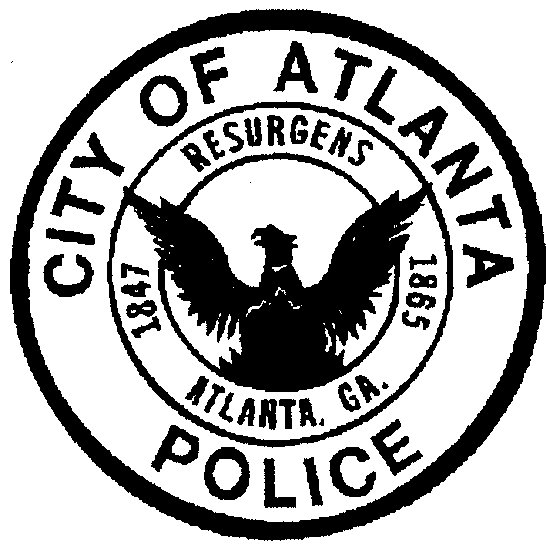 CITY OF ATLANTA
RESURGENS
1847
1865
ATLANTA, GA.
POLICE